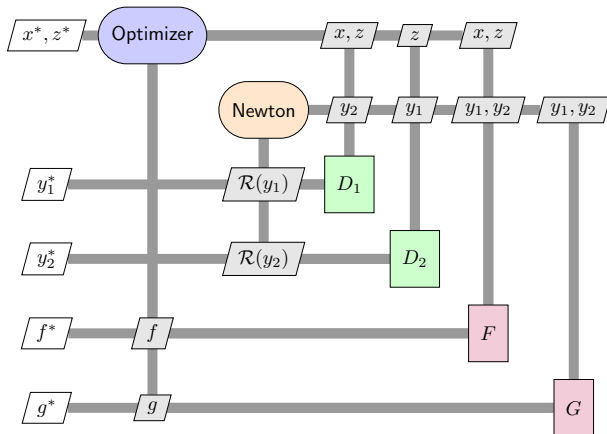 x*, z* Optimizer x, z z x, z
Newton y₂ y₁ y₁, y₂ y₁, y₂
y₁* ℛ(y₁) D₁
y₂* ℛ(y₂) D₂
f* f F
g* g G